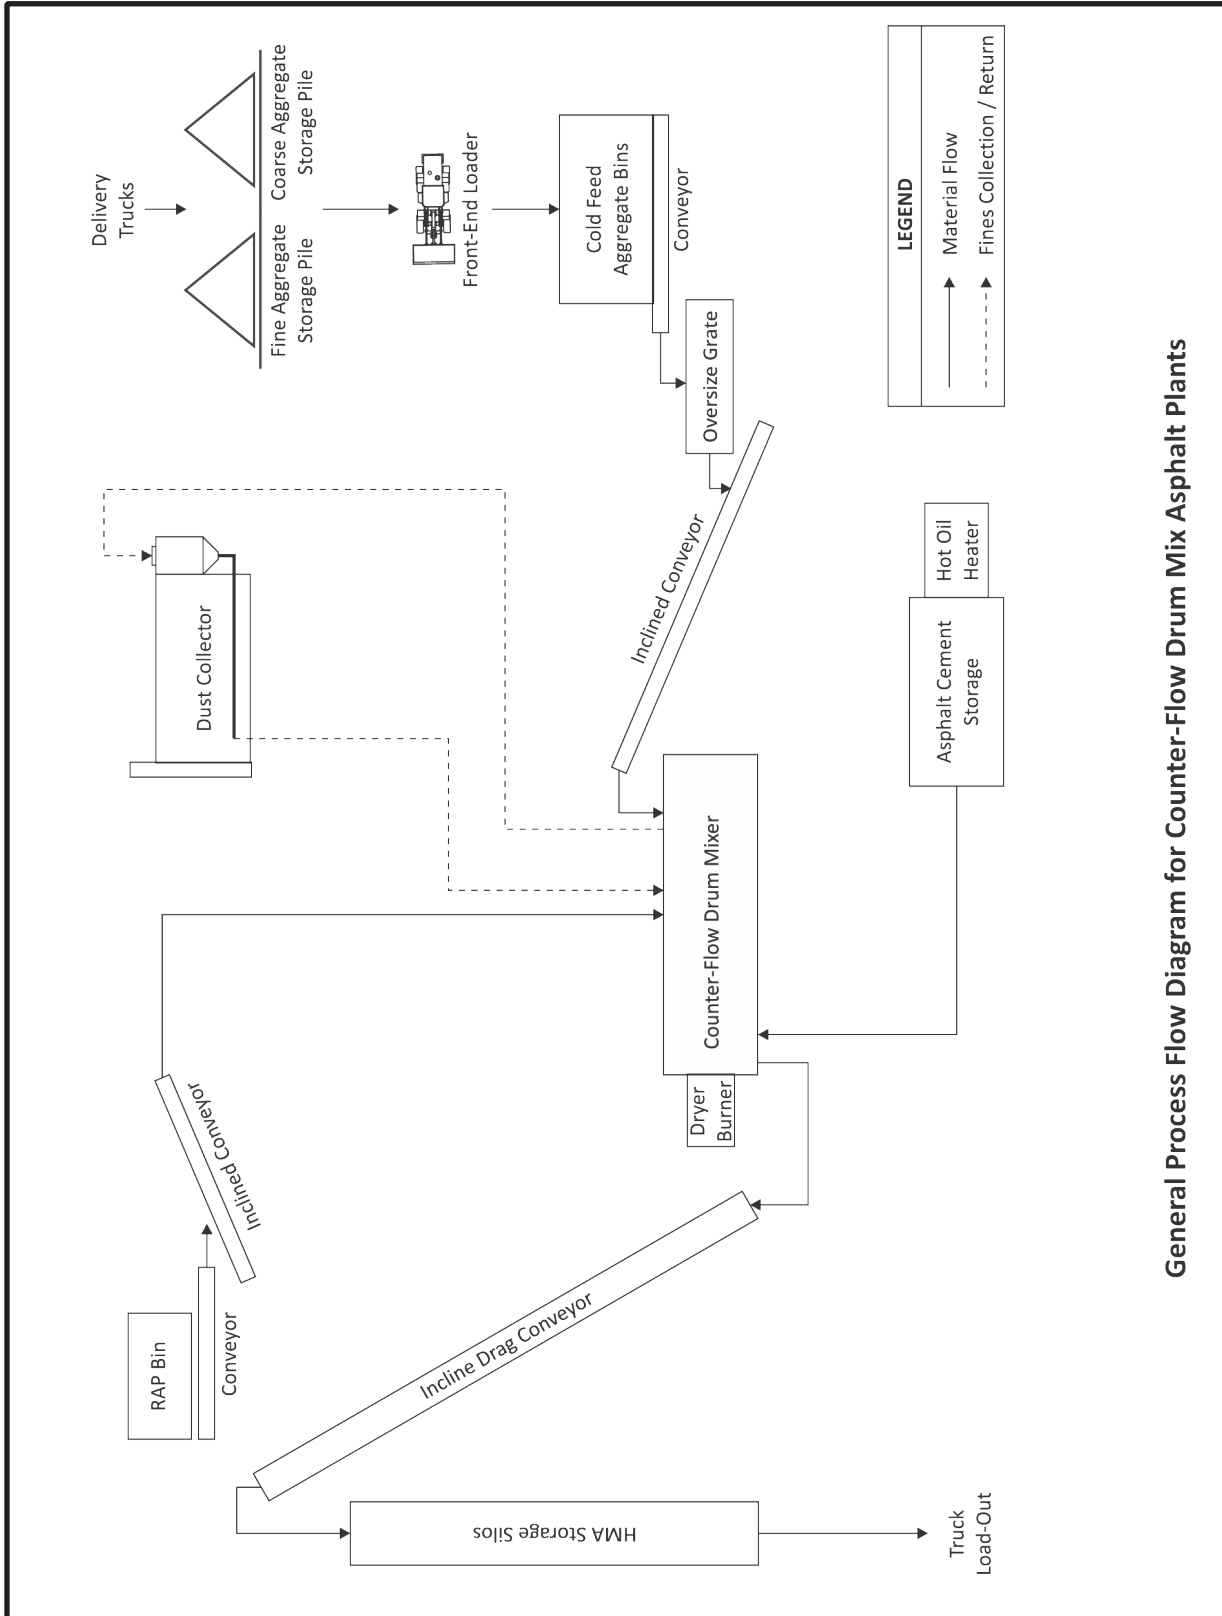 Delivery
Trucks
Fine Aggregate
Storage Pile
Coarse Aggregate
Storage Pile
Front-End Loader
Cold Feed
Aggregate Bins
Conveyor
Oversize Grate
Inclined Conveyor
Dust Collector
RAP Bin
Conveyor
Inclined Conveyor
Counter-Flow Drum Mixer
Dryer
Burner
Asphalt Cement
Storage
Hot Oil
Heater
Incline Drag Conveyor
HMA Storage Silos
Truck
Load-Out
LEGEND
Material Flow
Fines Collection / Return
General Process Flow Diagram for Counter-Flow Drum Mix Asphalt Plants